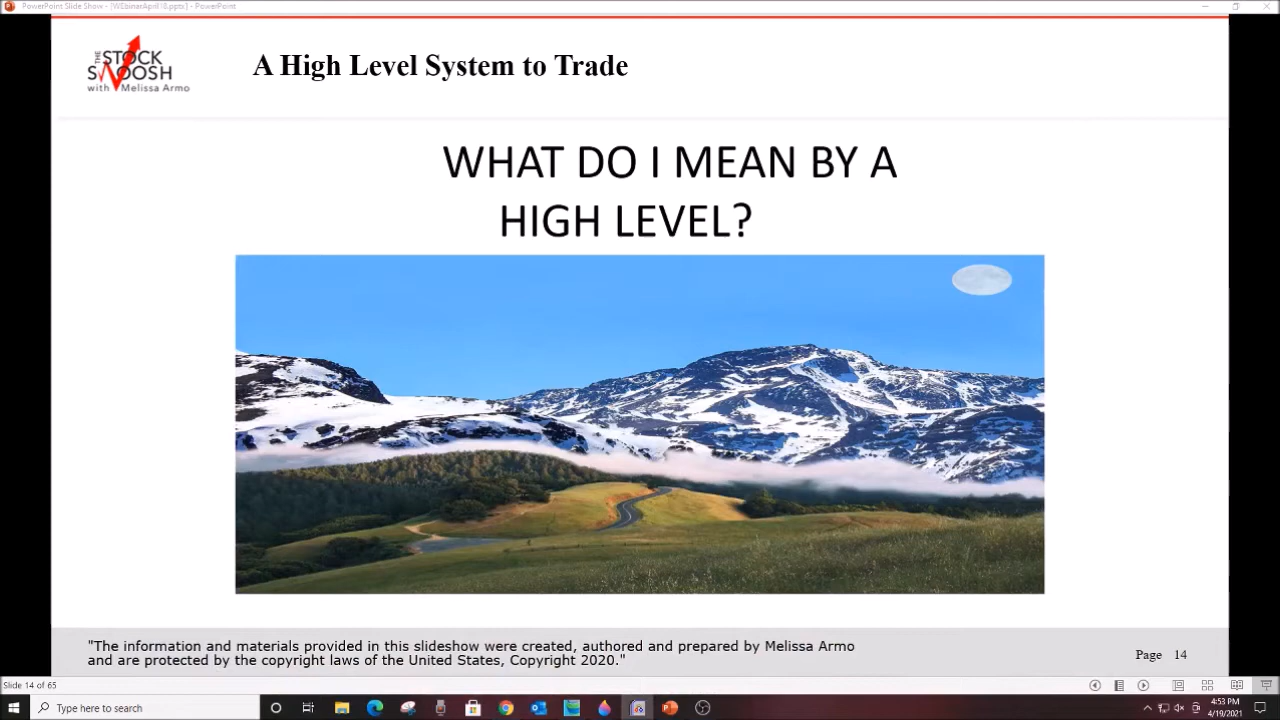 PowerPoint Slide Show - [WEbinarApril18.pptx] - PowerPoint
THE
STOCK
SWOOSH
with Melissa Armo
A High Level System to Trade
WHAT DO I MEAN BY A
HIGH LEVEL?
"The information and materials provided in this slideshow were created, authored and prepared by Melissa Armo
and are protected by the copyright laws of the United States, Copyright 2020."
Page 14
Slide 14 of 65
Type here to search
4:53 PM
4/19/2021